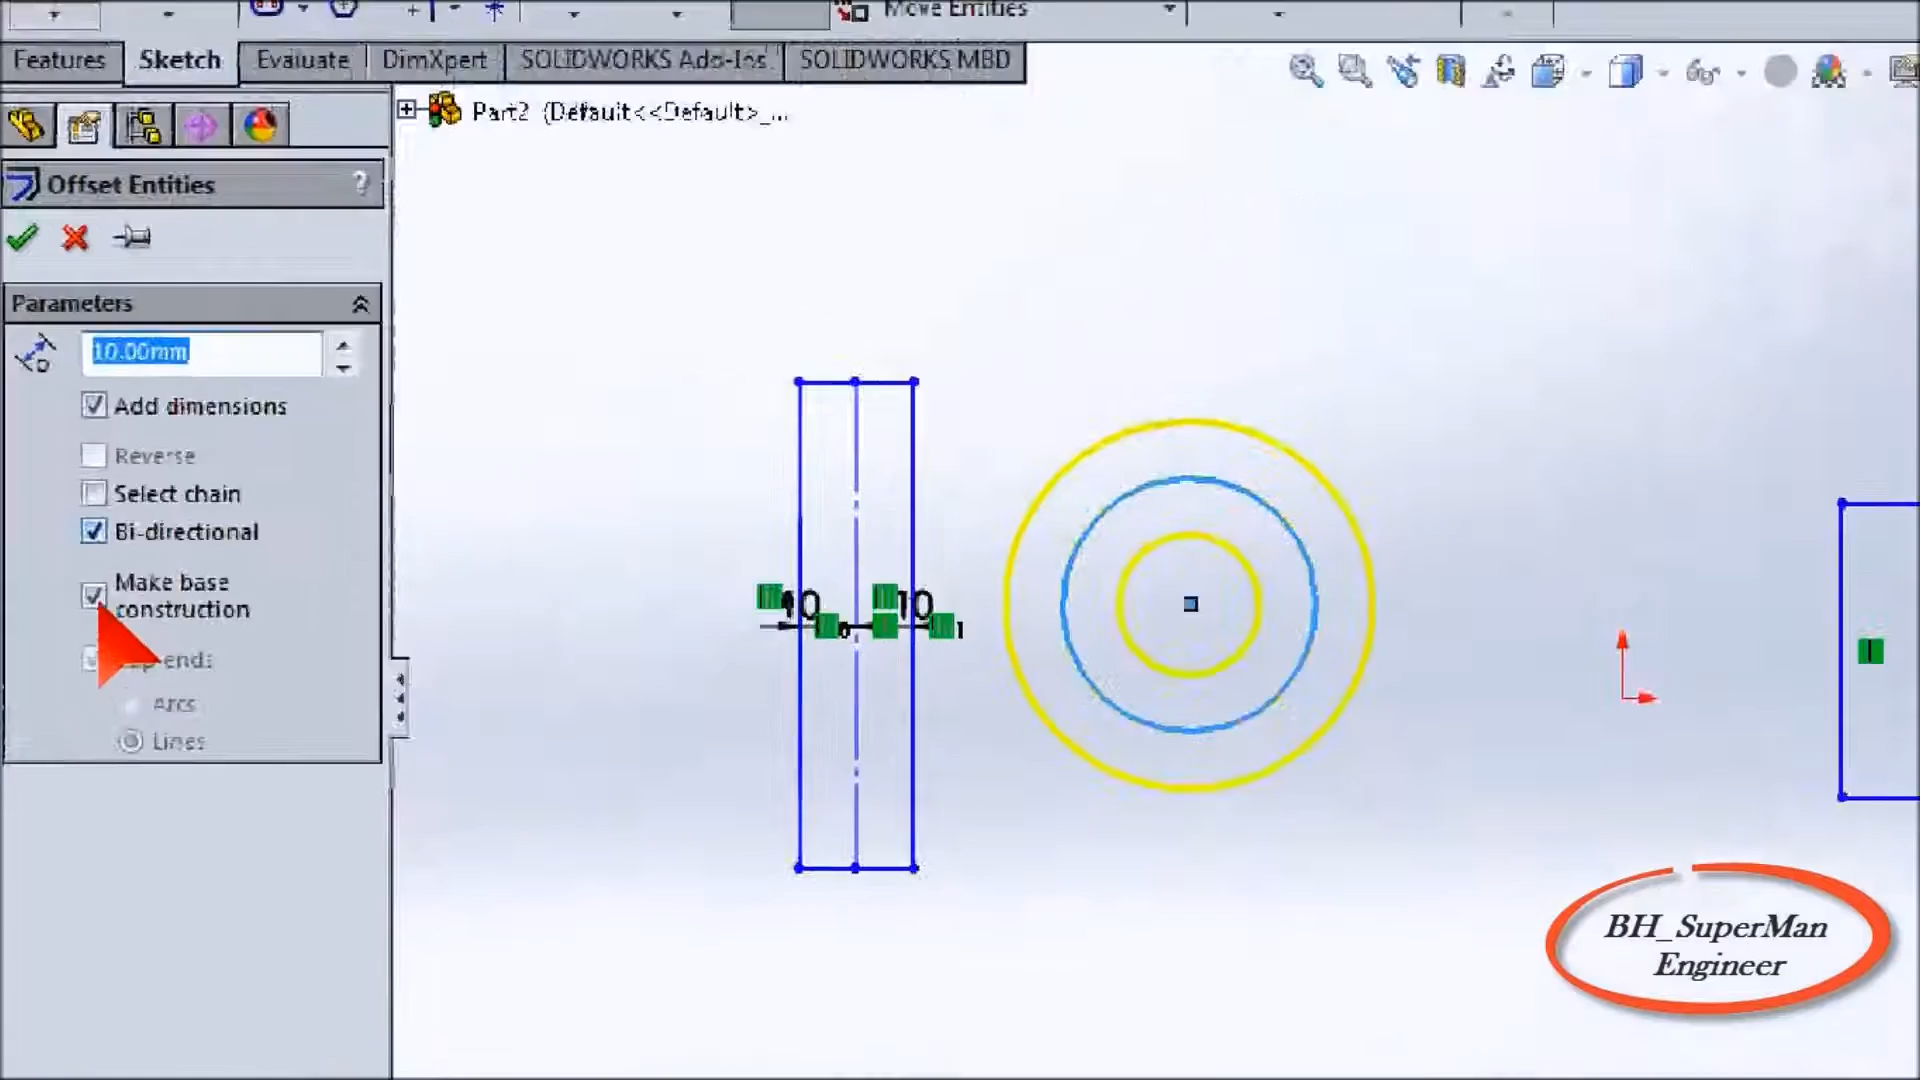 Move Entities
Features Sketch Evaluate DimXpert SOLIDWORKS Add-Ins SOLIDWORKS MBD
Part2 (Default<<Default>_...
Offset Entities ?
Parameters
10.00mm
Add dimensions
Reverse
Select chain
Bi-directional
Make base
construction
ends
Arcs
Lines
10 10
BH_SuperMan
Engineer